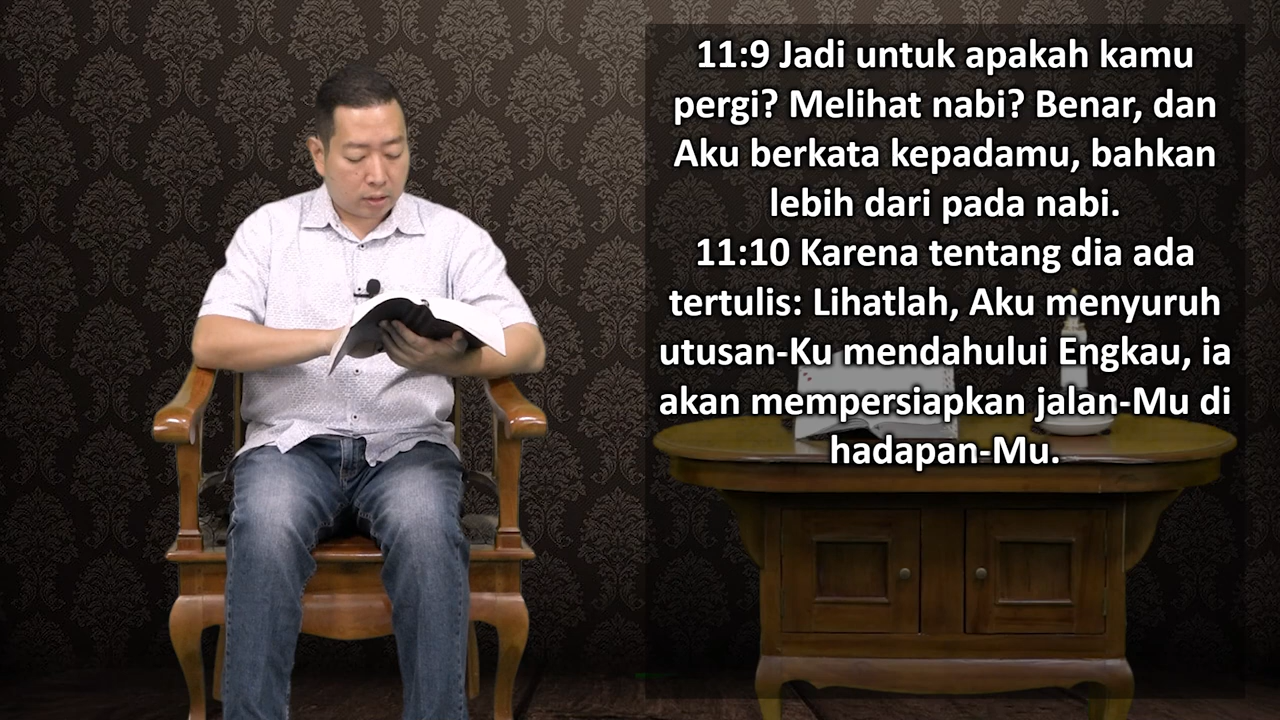 11:9 Jadi untuk apakah kamu
pergi? Melihat nabi? Benar, dan
Aku berkata kepadamu, bahkan
lebih dari pada nabi.
11:10 Karena tentang dia ada
tertulis: Lihatlah, Aku menyuruh
utusan-Ku mendahului Engkau, ia
akan mempersiapkan jalan-Mu di
hadapan-Mu.